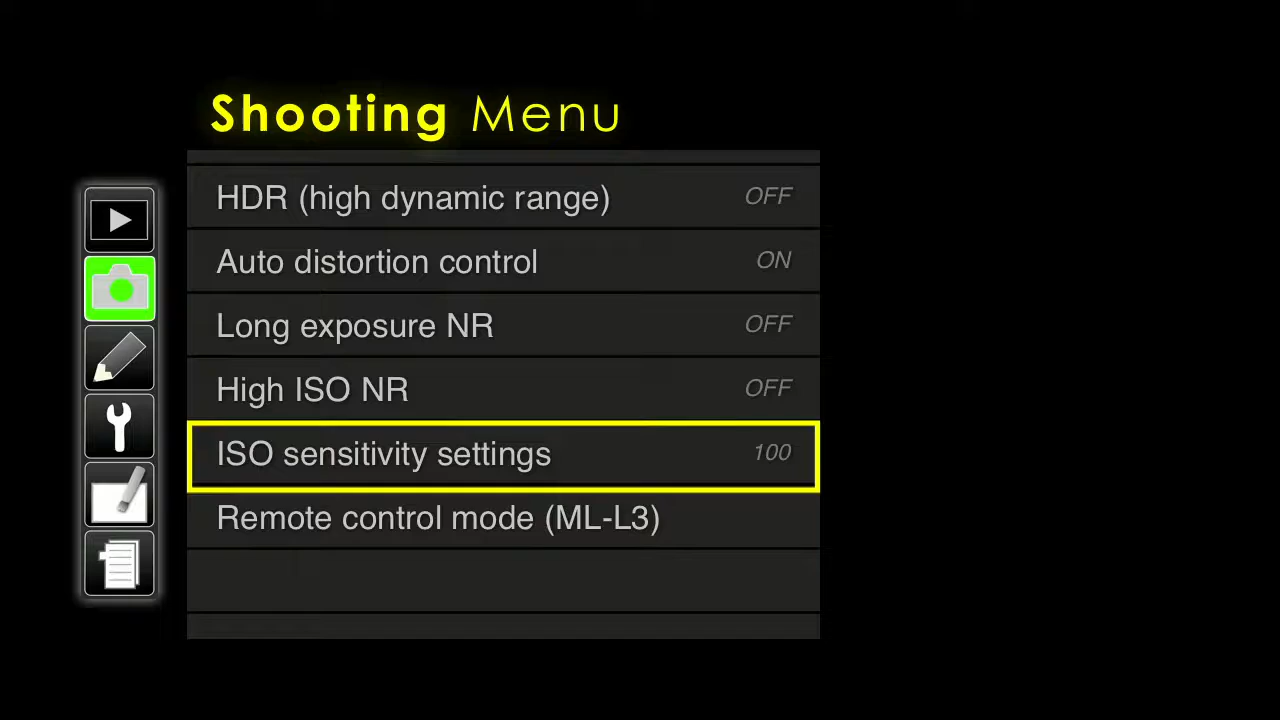 Shooting Menu
HDR (high dynamic range) OFF
Auto distortion control ON
Long exposure NR OFF
High ISO NR OFF
ISO sensitivity settings 100
Remote control mode (ML-L3)